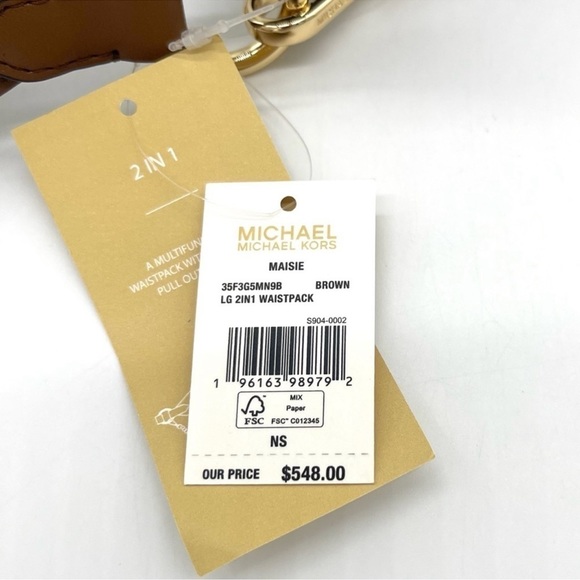 2 IN 1
A MULTIFUN
WAISTPACK WIT
PULL OUT
MICHAEL
MICHAEL KORS
MAISIE
35F3G5MN9B BROWN
LG 2IN1 WAISTPACK
S904-0002
1 96163 98979 2
MIX
Paper
FSC™ C012345
FSC
NS
OUR PRICE $548.00